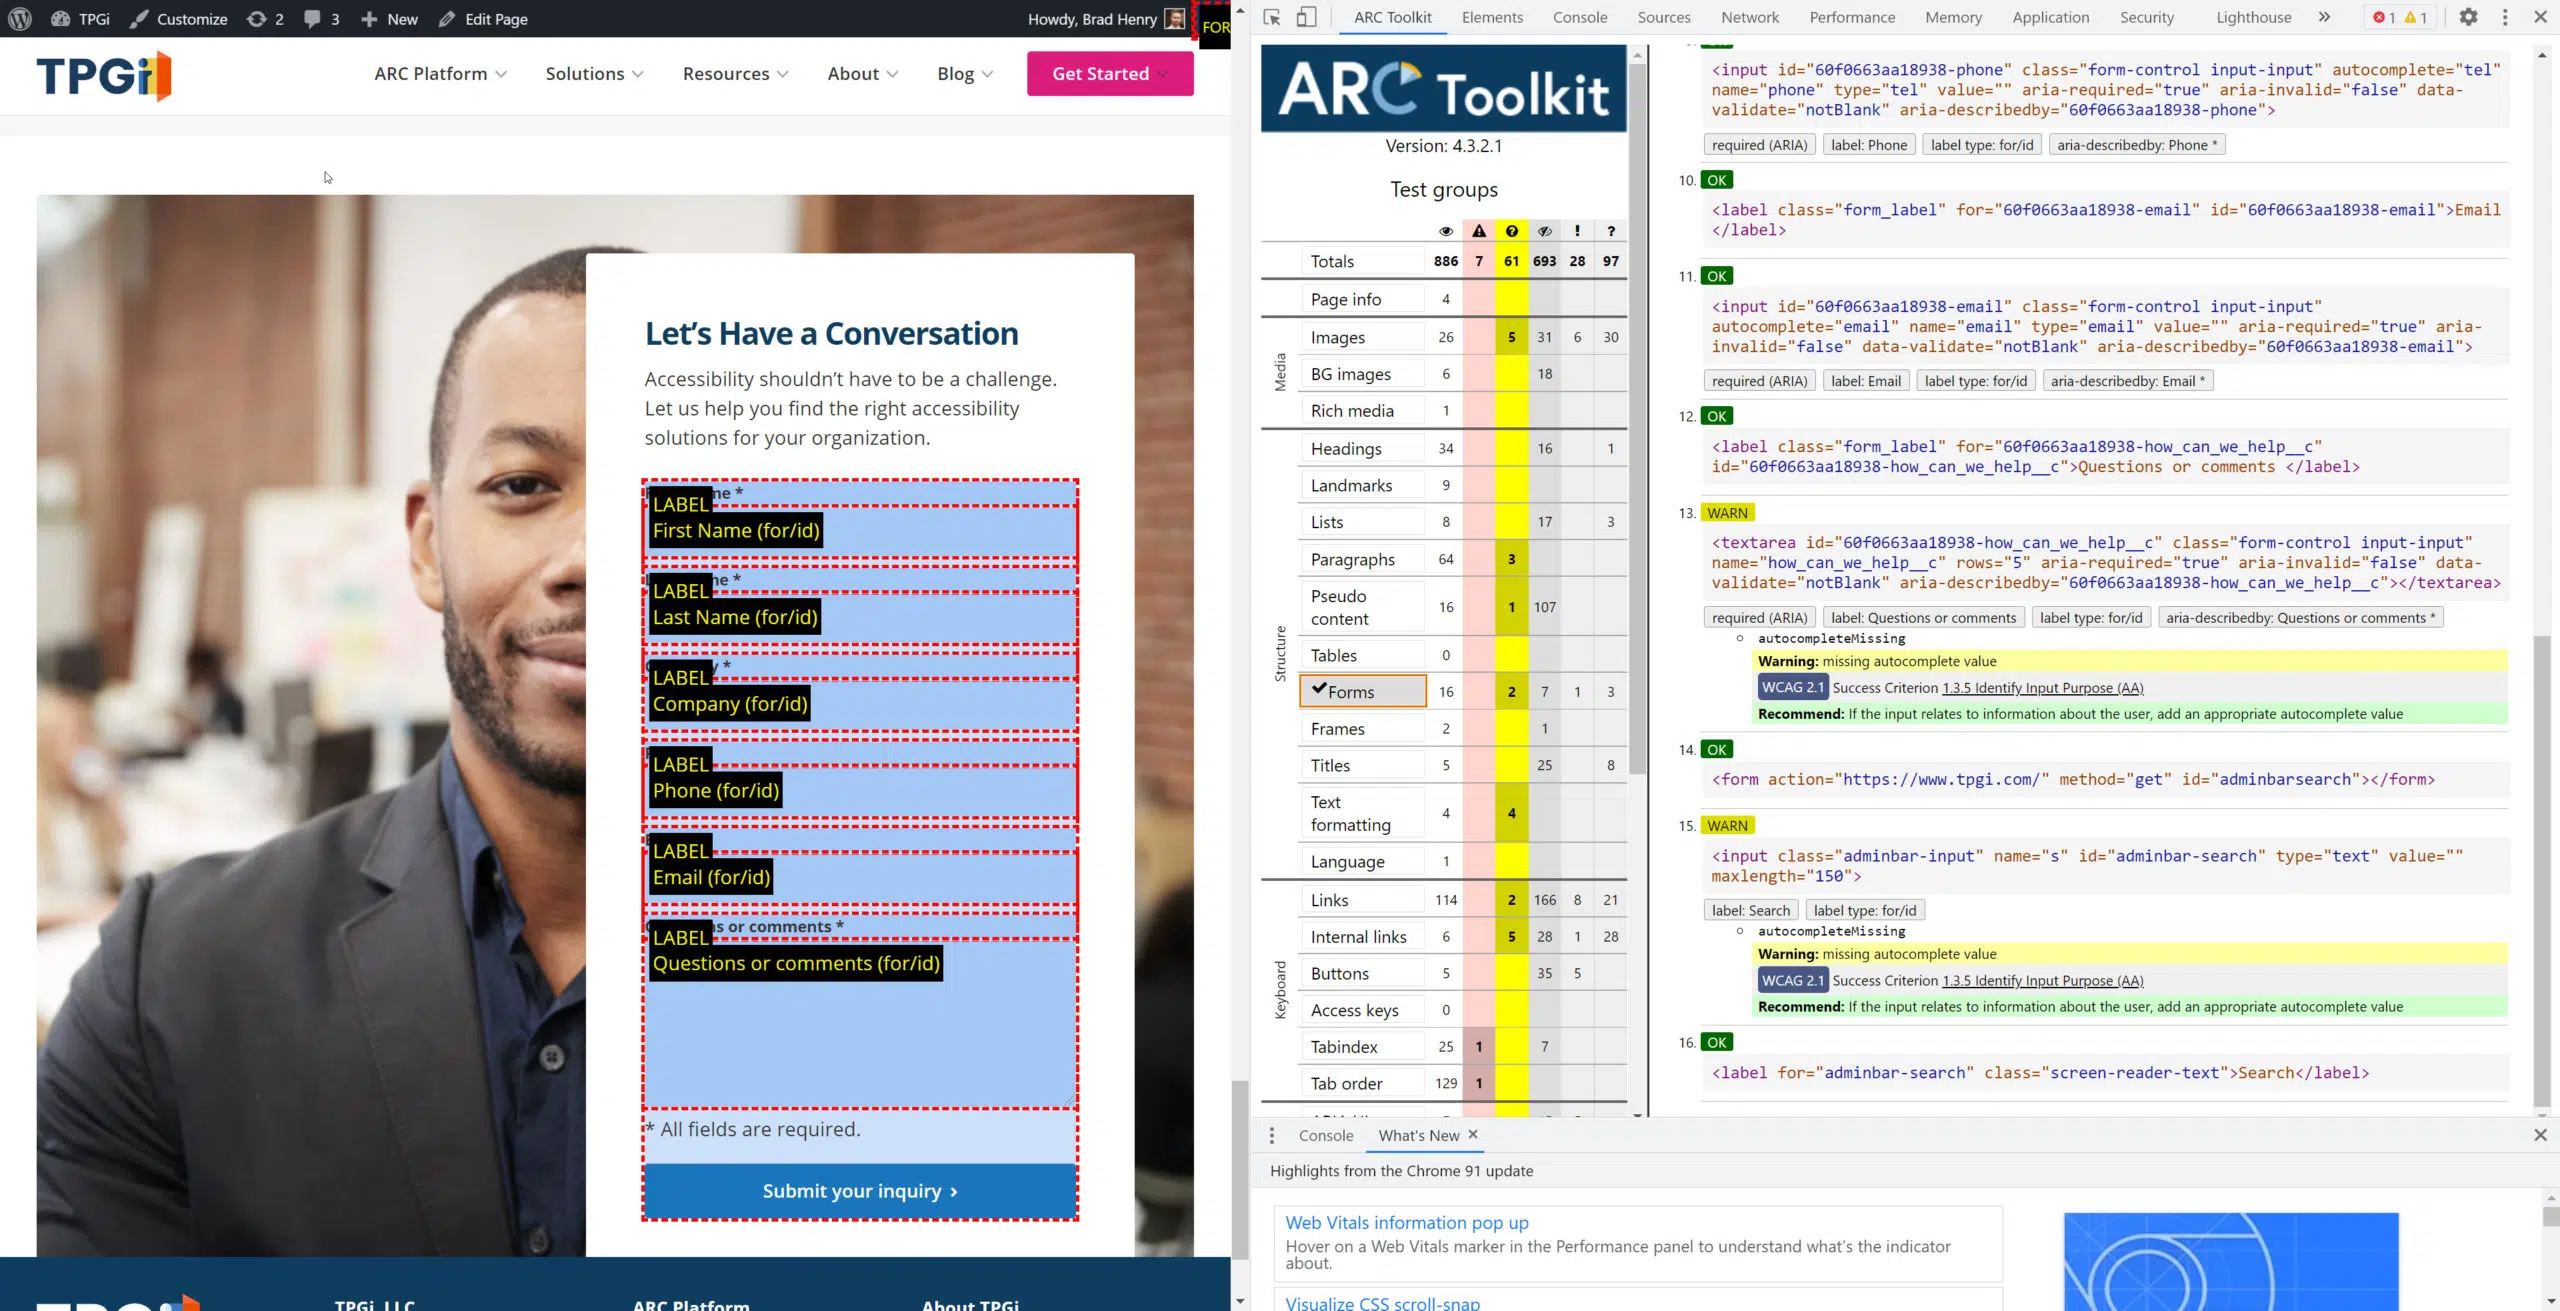 TPGi
Customize
2
3
New
Edit Page
Howdy, Brad Henry
FOR
TPGi
ARC Platform
Solutions
Resources
About
Blog
Get Started
Let's Have a Conversation
Accessibility shouldn't have to be a challenge.
Let us help you find the right accessibility
solutions for your organization.
me *
LABEL
First Name (for/id)
me *
LABEL
Last Name (for/id)
y *
LABEL
Company (for/id)
LABEL
Phone (for/id)
LABEL
Email (for/id)
ns or comments *
LABEL
Questions or comments (for/id)
* All fields are required.
Submit your inquiry ›
TPGi, LLC
ARC Platform
About TPGi
ARC Toolkit
Elements
Console
Sources
Network
Performance
Memory
Application
Security
Lighthouse
»
1
1
ARC Toolkit
Version: 4.3.2.1
Test groups
! ?
Totals 886 7 61 693 28 97
Page info 4
Media
Images 26 5 31 6 30
BG images 6 18
Rich media 1
Structure
Headings 34 16 1
Landmarks 9
Lists 8 17 3
Paragraphs 64 3
Pseudo
content 16 1 107
Tables 0
Forms 16 2 7 1 3
Frames 2 1
Titles 5 25 8
Text
formatting 4 4
Language 1
Keyboard
Links 114 2 166 8 21
Internal links 6 5 28 1 28
Buttons 5 35 5
Access keys 0
Tabindex 25 1 7
Tab order 129 1
<input id="60f0663aa18938-phone" class="form-control input-input" autocomplete="tel"
name="phone" type="tel" value="" aria-required="true" aria-invalid="false" data-
validate="notBlank" aria-describedby="60f0663aa18938-phone">
required (ARIA) label: Phone label type: for/id aria-describedby: Phone *
10. OK
<label class="form_label" for="60f0663aa18938-email" id="60f0663aa18938-email">Email
</label>
11. OK
<input id="60f0663aa18938-email" class="form-control input-input"
autocomplete="email" name="email" type="email" value="" aria-required="true" aria-
invalid="false" data-validate="notBlank" aria-describedby="60f0663aa18938-email">
required (ARIA) label: Email label type: for/id aria-describedby: Email *
12. OK
<label class="form_label" for="60f0663aa18938-how_can_we_help__c"
id="60f0663aa18938-how_can_we_help__c">Questions or comments </label>
13. WARN
<textarea id="60f0663aa18938-how_can_we_help__c" class="form-control input-input"
name="how_can_we_help__c" rows="5" aria-required="true" aria-invalid="false" data-
validate="notBlank" aria-describedby="60f0663aa18938-how_can_we_help__c"></textarea>
required (ARIA) label: Questions or comments label type: for/id aria-describedby: Questions or comments *
autocompleteMissing
Warning: missing autocomplete value
WCAG 2.1 Success Criterion 1.3.5 Identify Input Purpose (AA)
Recommend: If the input relates to information about the user, add an appropriate autocomplete value
14. OK
<form action="https://www.tpgi.com/" method="get" id="adminbarsearch"></form>
15. WARN
<input class="adminbar-input" name="s" id="adminbar-search" type="text" value=""
maxlength="150">
label: Search label type: for/id
autocompleteMissing
Warning: missing autocomplete value
WCAG 2.1 Success Criterion 1.3.5 Identify Input Purpose (AA)
Recommend: If the input relates to information about the user, add an appropriate autocomplete value
16. OK
<label for="adminbar-search" class="screen-reader-text">Search</label>
Console
What's New
Highlights from the Chrome 91 update
Web Vitals information pop up
Hover on a Web Vitals marker in the Performance panel to understand what's the indicator
about.
Visualize CSS scroll-snap